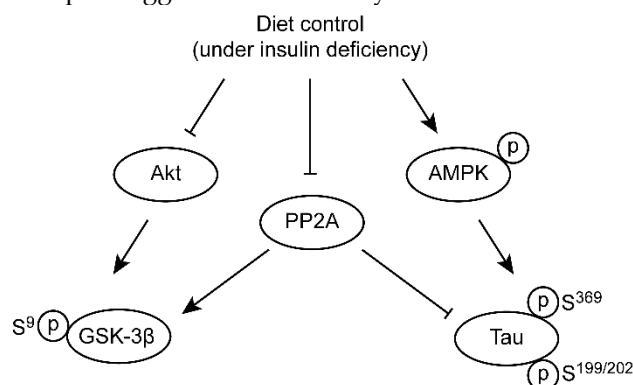 Diet control
(under insulin deficiency)
p
Akt
AMPK
PP2A
p S³⁶⁹
S⁹ p GSK-3β
Tau
p S¹⁹⁹/²⁰²